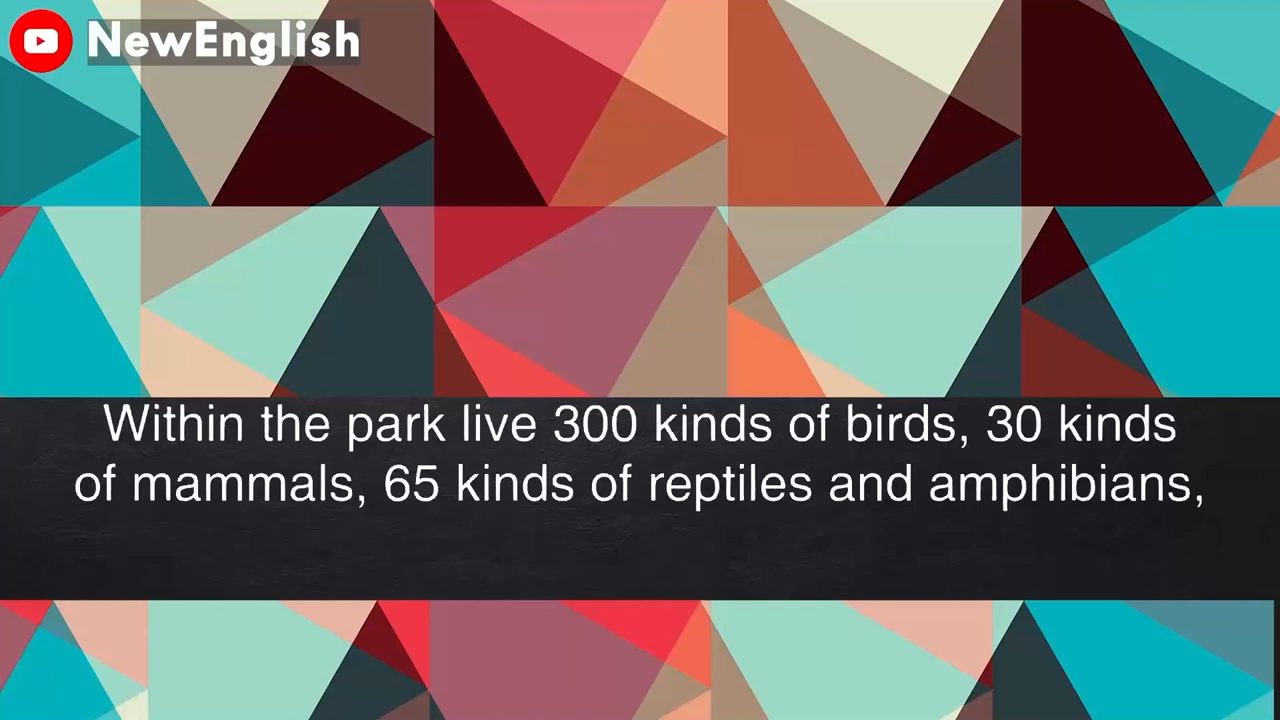 NewEnglish
Within the park live 300 kinds of birds, 30 kinds
of mammals, 65 kinds of reptiles and amphibians,